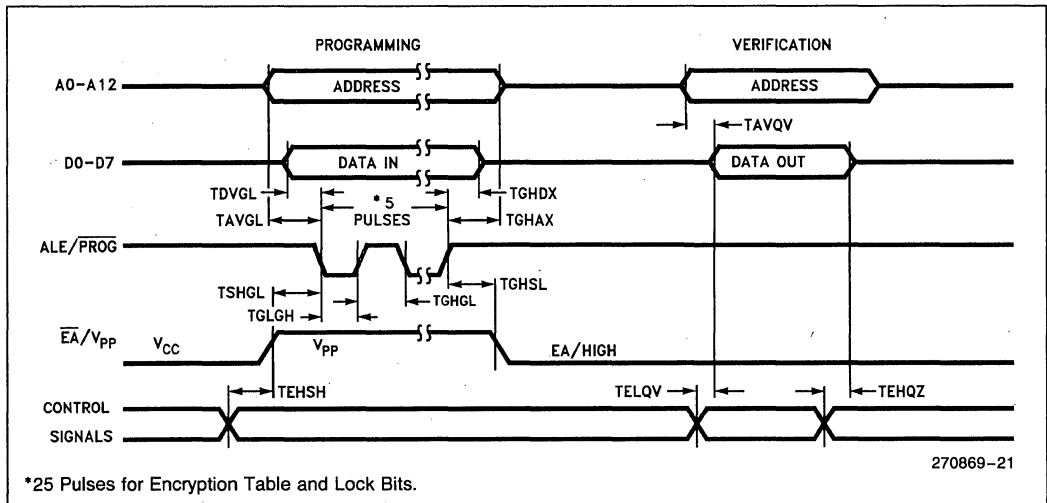 PROGRAMMING VERIFICATION
A0-A12 ADDRESS ADDRESS
TAVQV
D0-D7 DATA IN DATA OUT
TDVGL *5 TGHDX
TAVGL PULSES TGHAX
ALE/PROG
TSHGL TGHGL TGHSL
TGLGH
EA/VPP VCC VPP EA/HIGH
TEHSH TELQV TEHQZ
CONTROL
SIGNALS
270869-21
*25 Pulses for Encryption Table and Lock Bits.